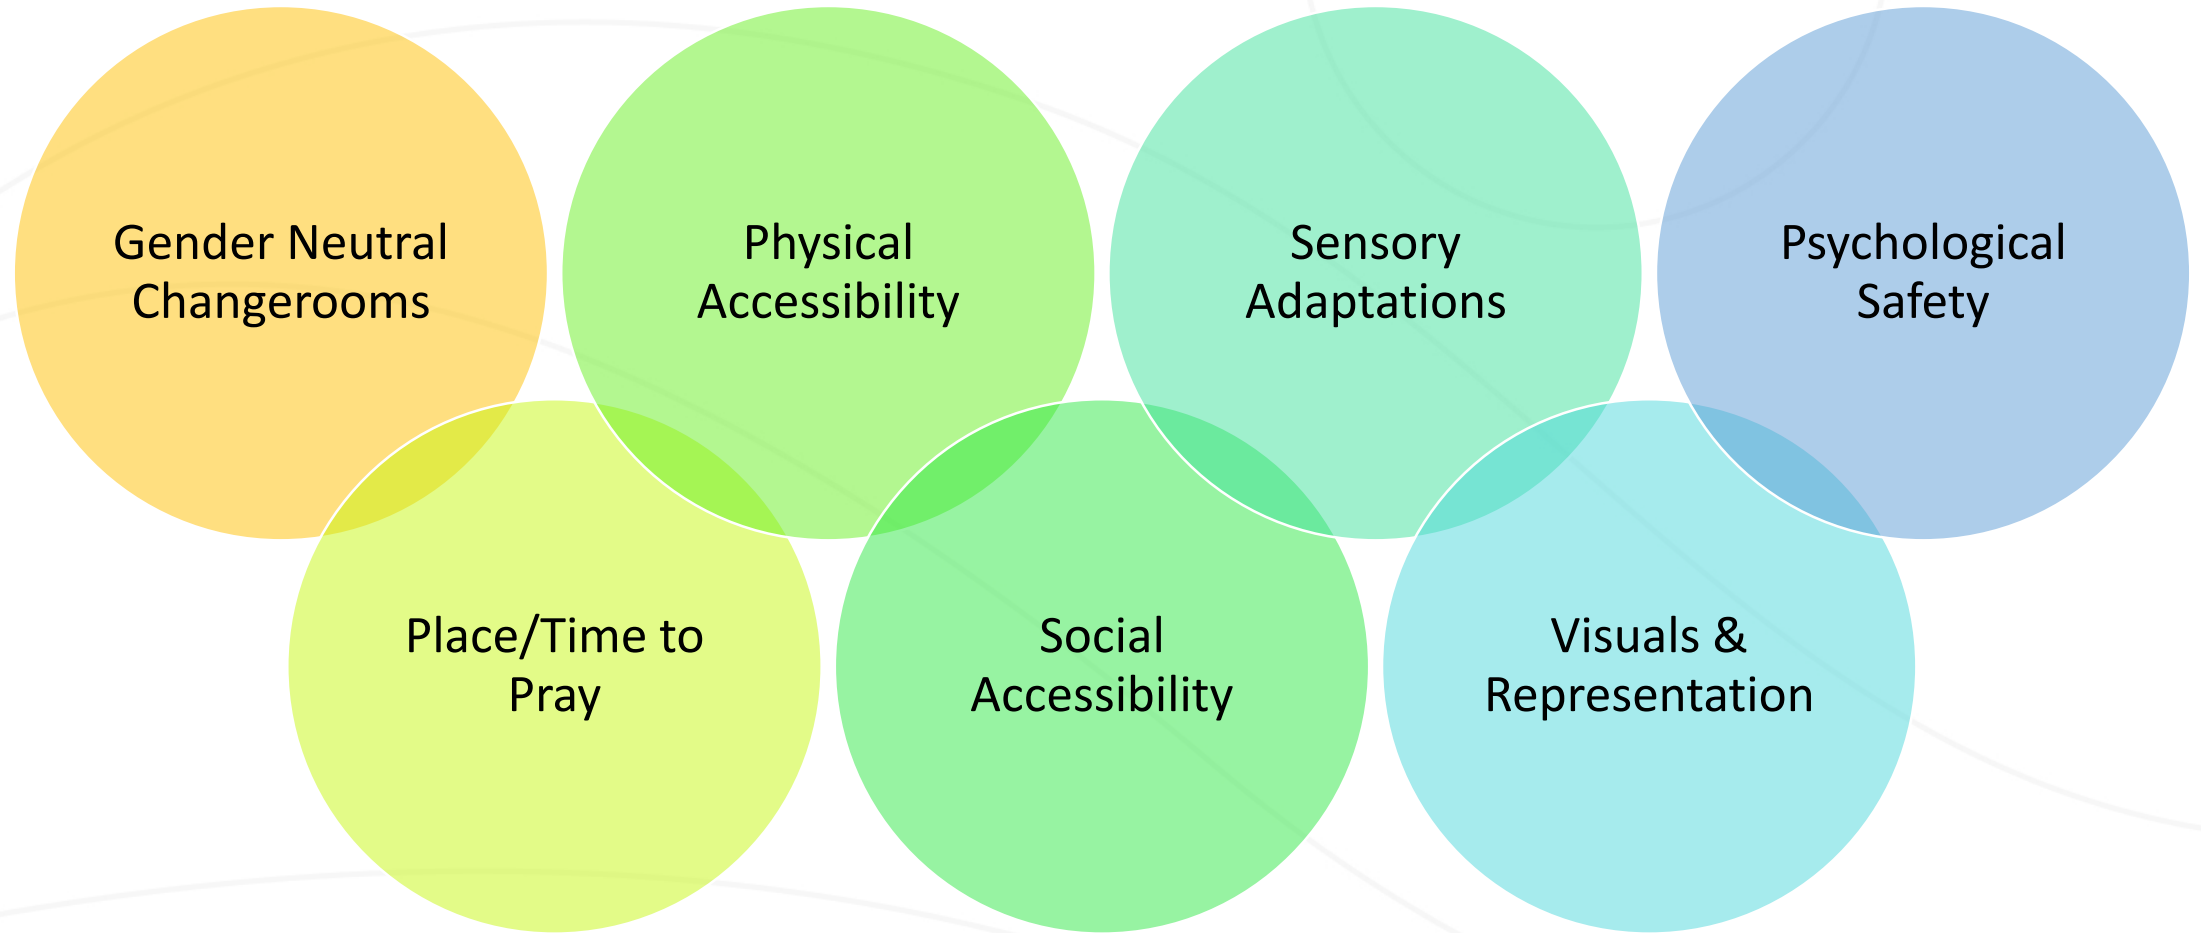 Gender Neutral
Changerooms
Physical
Accessibility
Sensory
Adaptations
Psychological
Safety
Place/Time to
Pray
Social
Accessibility
Visuals &
Representation